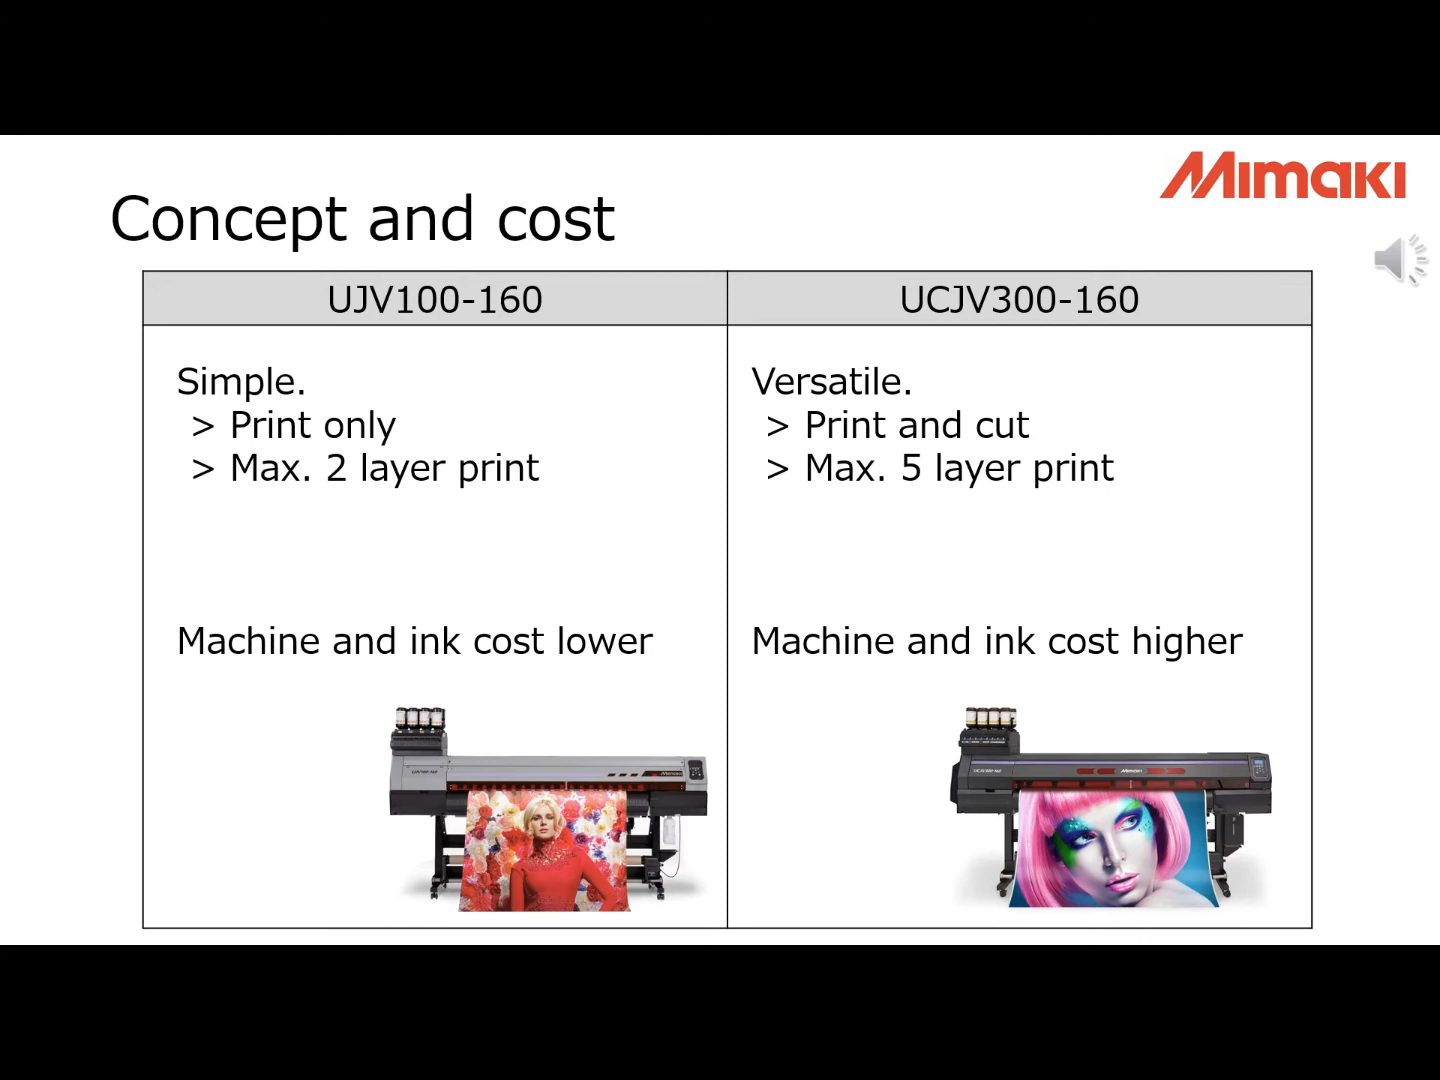 Mimaki
Concept and cost
UJV100-160
UCJV300-160
Simple.
> Print only
> Max. 2 layer print
Machine and ink cost lower
Versatile.
> Print and cut
> Max. 5 layer print
Machine and ink cost higher